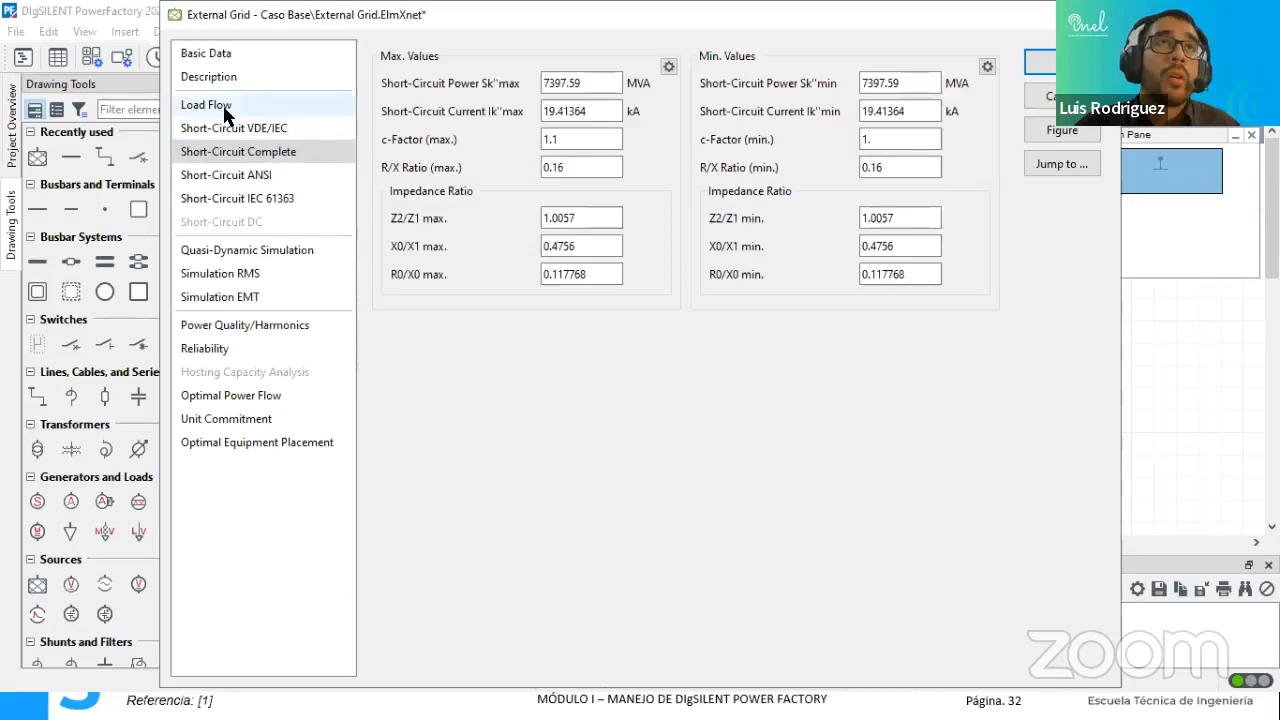 DIgSILENT PowerFactory 202
External Grid - Caso Base\External Grid.ElmXnet*
File Edit View Insert
Drawing Tools
Filter elemen
Project Overview
Drawing Tools
Recently used
Busbars and Terminals
Busbar Systems
Switches
Lines, Cables, and Serie
Transformers
Generators and Loads
Sources
Shunts and Filters
Basic Data
Description
Load Flow
Short-Circuit VDE/IEC
Short-Circuit Complete
Short-Circuit ANSI
Short-Circuit IEC 61363
Short-Circuit DC
Quasi-Dynamic Simulation
Simulation RMS
Simulation EMT
Power Quality/Harmonics
Reliability
Hosting Capacity Analysis
Optimal Power Flow
Unit Commitment
Optimal Equipment Placement
Max. Values
Short-Circuit Power Sk''max 7397.59 MVA
Short-Circuit Current Ik''max 19.41364 kA
c-Factor (max.) 1.1
R/X Ratio (max.) 0.16
Impedance Ratio
Z2/Z1 max. 1.0057
X0/X1 max. 0.4756
R0/X0 max. 0.117768
Min. Values
Short-Circuit Power Sk''min 7397.59 MVA
Short-Circuit Current Ik''min 19.41364 kA
c-Factor (min.) 1.
R/X Ratio (min.) 0.16
Impedance Ratio
Z2/Z1 min. 1.0057
X0/X1 min. 0.4756
R0/X0 min. 0.117768
Ca
Figure
Jump to ...
inel
Luis Rodriguez
n Pane
zoom
Referencia: [1]
MÓDULO I – MANEJO DE DIgSILENT POWER FACTORY
Página. 32
Escuela Técnica de Ingeniería